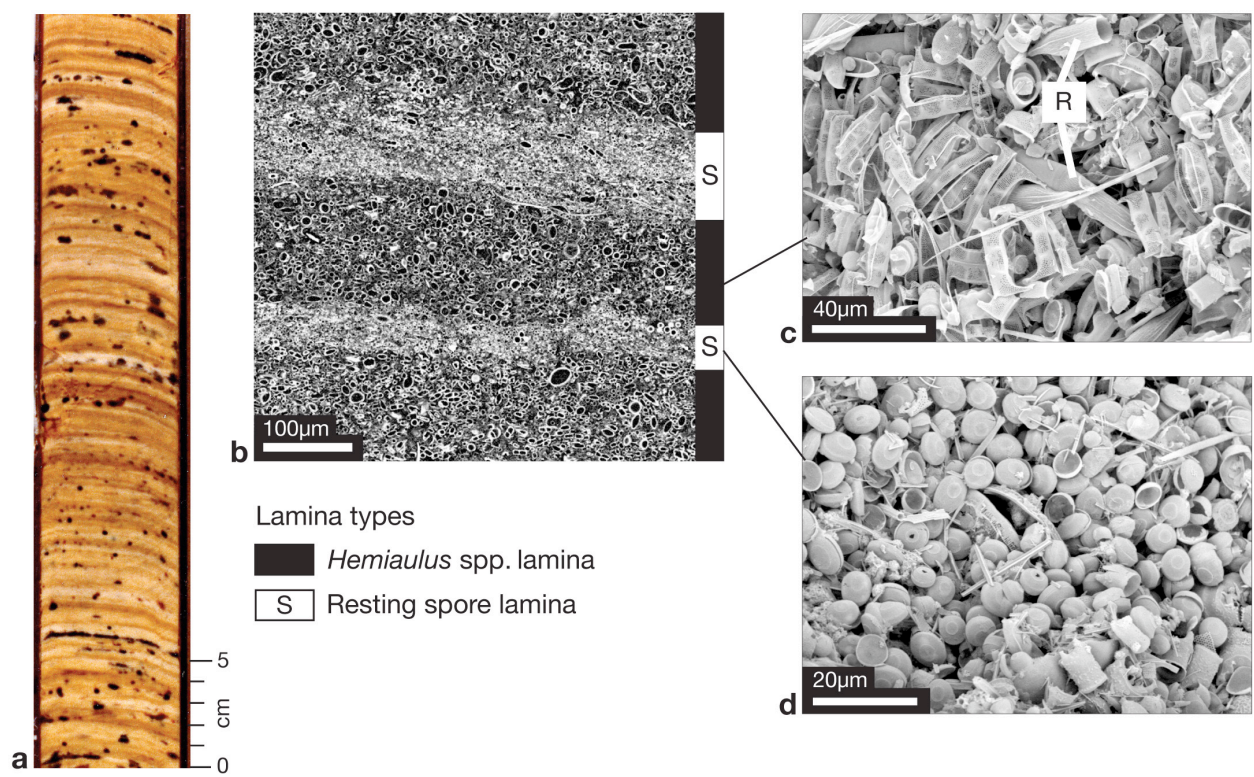 S
S
R
40µm
c
100µm
b
20µm
d
Lamina types
Hemiaulus spp. lamina
S Resting spore lamina
5
cm
0
a